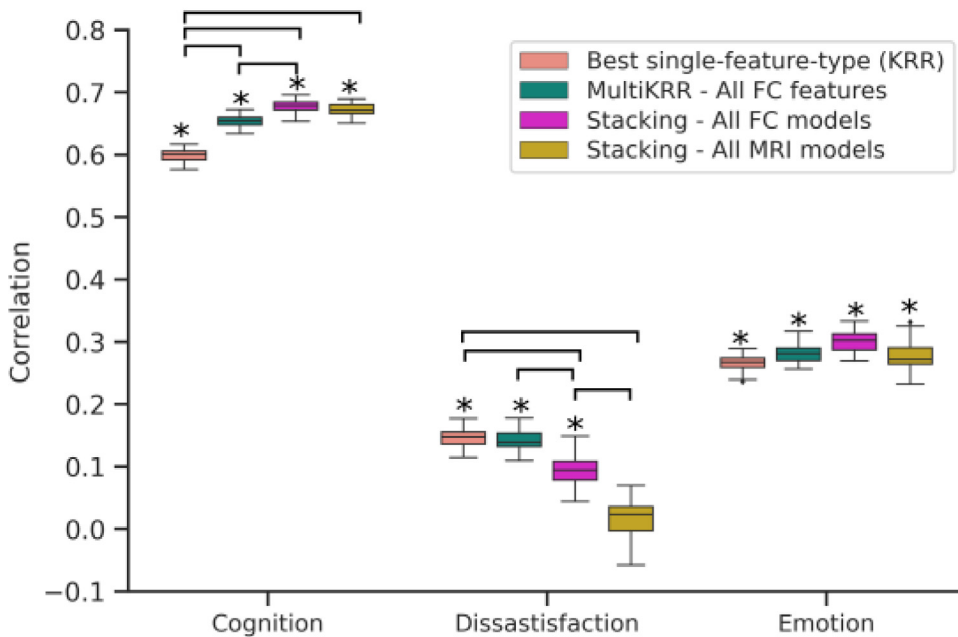 0.8
0.7
0.6
0.5
0.4
0.3
0.2
0.1
0.0
−0.1
Correlation
Best single-feature-type (KRR)
MultiKRR - All FC features
Stacking - All FC models
Stacking - All MRI models
* * * *
* * *
* * * *
Cognition Dissastisfaction Emotion